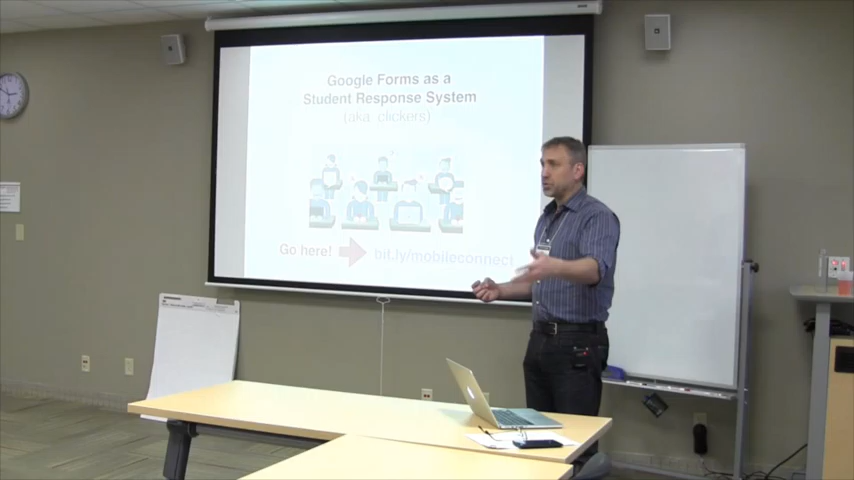 Google Forms as a
Student Response System
(aka clickers)
Go here!
bit.ly/mobileconnect